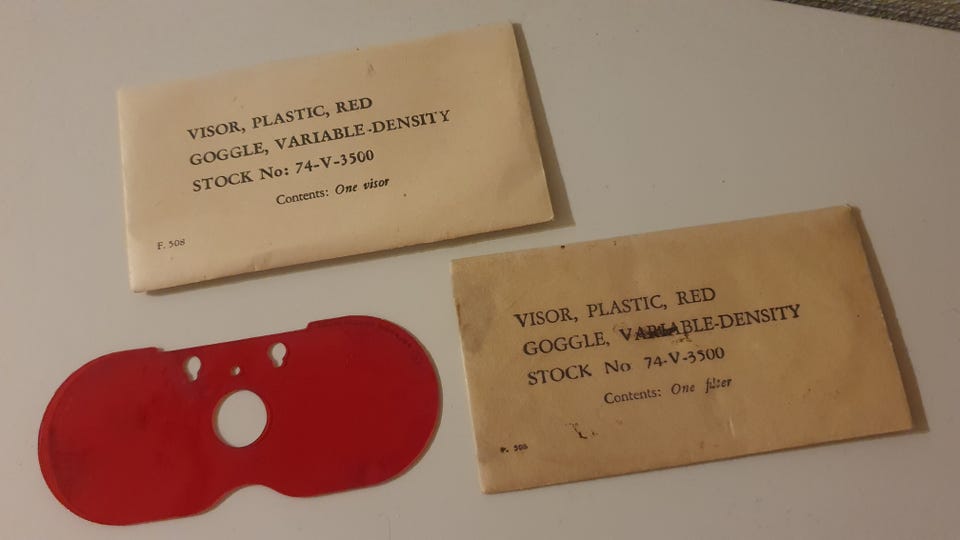 VISOR, PLASTIC, RED
GOGGLE, VARIABLE-DENSITY
STOCK No: 74-V-3500
Contents: One visor
F. 508
VISOR, PLASTIC, RED
GOGGLE, VARIABLE-DENSITY
STOCK No 74-V-3500
Contents: One filter
F. 508